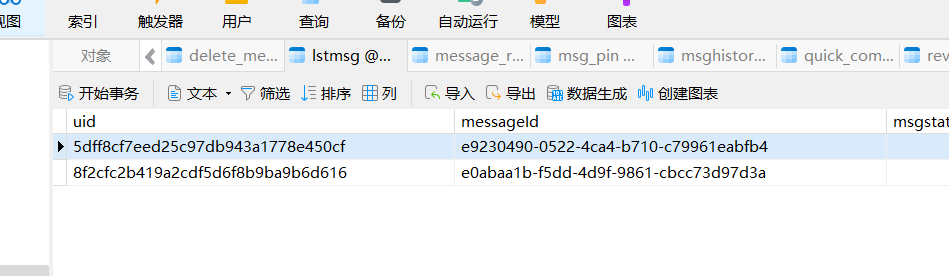 视图 索引 触发器 用户 查询 备份 自动运行 模型 图表
对象 delete_me... lstmsg @... message_r... msg_pin ... msghistor... quick_com... rev
开始事务 文本 筛选 排序 列 导入 导出 数据生成 创建图表
uid messageId msgstat
5dff8cf7eed25c97db943a1778e450cf e9230490-0522-4ca4-b710-c79961eabfb4
8f2cfc2b419a2cdf5d6f8b9ba9b6d616 e0abaa1b-f5dd-4d9f-9861-cbcc73d97d3a